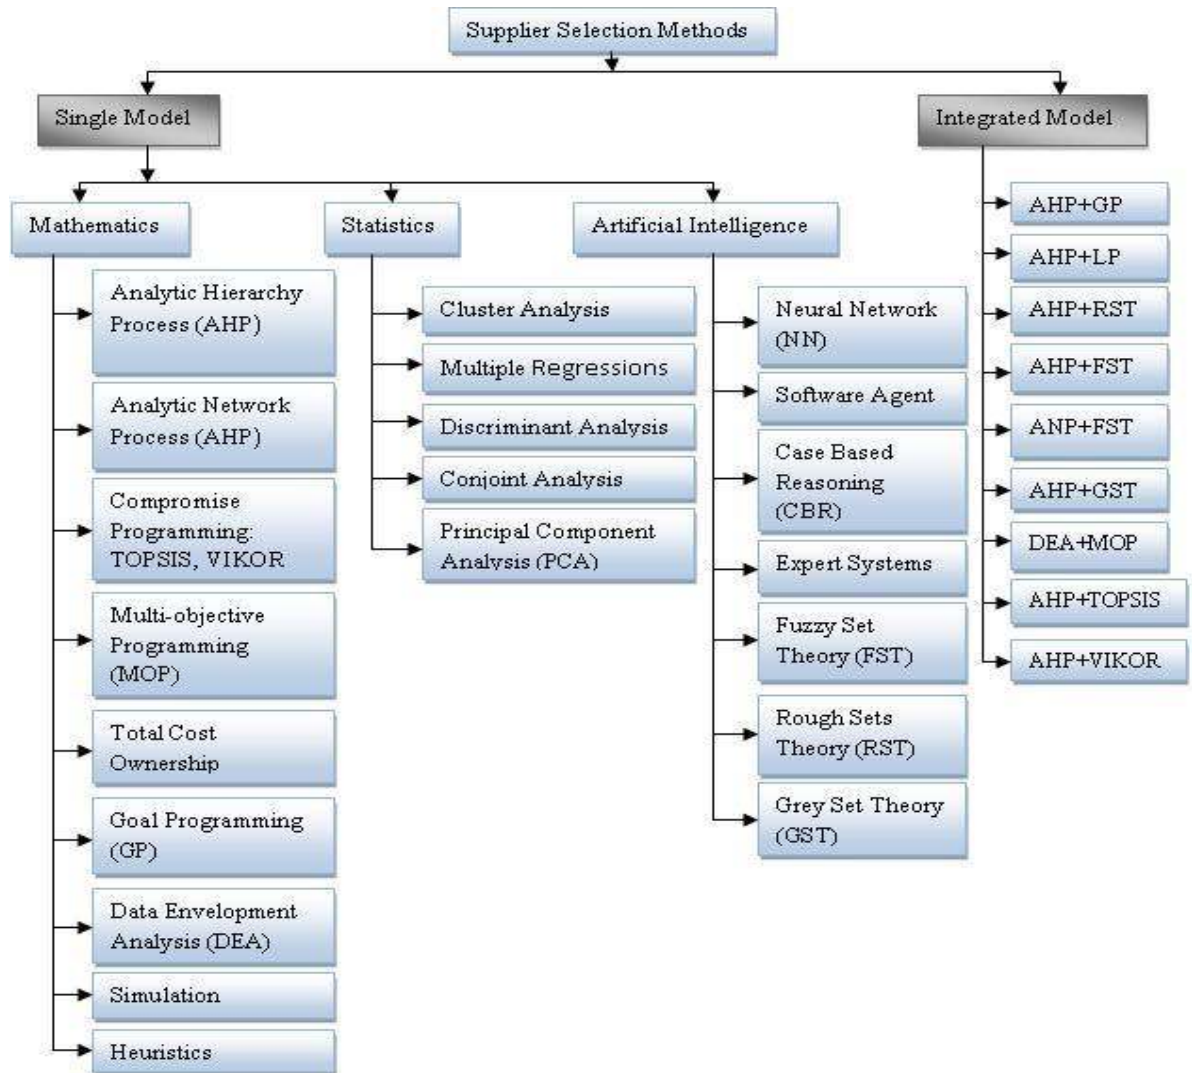 Supplier Selection Methods
Single Model
Integrated Model
Mathematics
Statistics
Artificial Intelligence
Analytic Hierarchy
Process (AHP)
Analytic Network
Process (AHP)
Compromise
Programming:
TOPSIS, VIKOR
Multi-objective
Programming
(MOP)
Total Cost
Ownership
Goal Programming
(GP)
Data Envelopment
Analysis (DEA)
Simulation
Heuristics
Cluster Analysis
Multiple Regressions
Discriminant Analysis
Conjoint Analysis
Principal Component
Analysis (PCA)
Neural Network
(NN)
Software Agent
Case Based
Reasoning
(CBR)
Expert Systems
Fuzzy Set
Theory (FST)
Rough Sets
Theory (RST)
Grey Set Theory
(GST)
AHP+GP
AHP+LP
AHP+RST
AHP+FST
ANP+FST
AHP+GST
DEA+MOP
AHP+TOPSIS
AHP+VIKOR